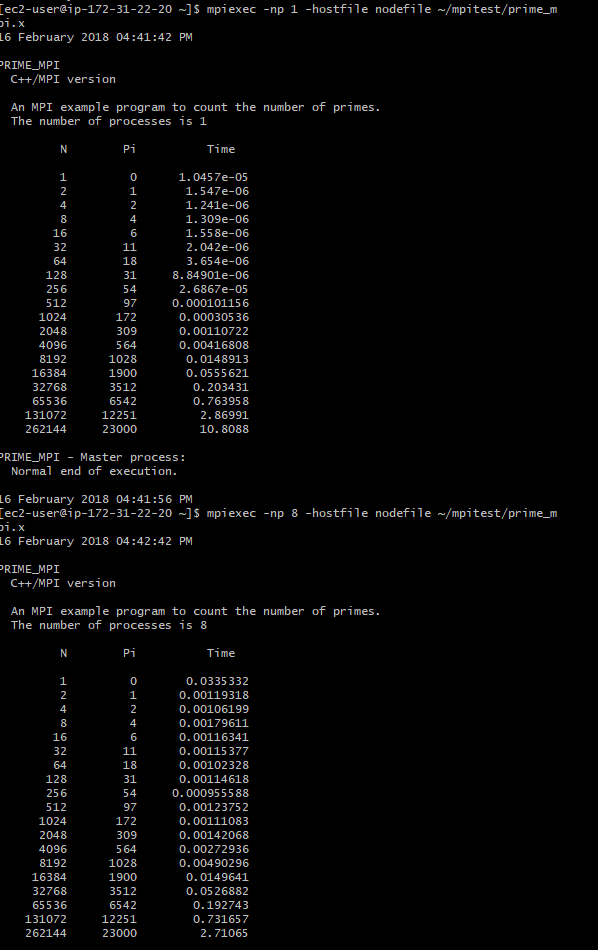 [ec2-user@ip-172-31-22-20 ~]$ mpiexec -np 1 -hostfile nodefile ~/mpitest/prime_m
pi.x
16 February 2018 04:41:42 PM
PRIME_MPI
C++/MPI version
An MPI example program to count the number of primes.
The number of processes is 1
N Pi Time
1 0 1.0457e-05
2 1 1.547e-06
4 2 1.241e-06
8 4 1.309e-06
16 6 1.558e-06
32 11 2.042e-06
64 18 3.654e-06
128 31 8.84901e-06
256 54 2.6867e-05
512 97 0.000101156
1024 172 0.00030536
2048 309 0.00110722
4096 564 0.00416808
8192 1028 0.0148913
16384 1900 0.0555621
32768 3512 0.203431
65536 6542 0.763958
131072 12251 2.86991
262144 23000 10.8088
PRIME_MPI - Master process:
Normal end of execution.
16 February 2018 04:41:56 PM
[ec2-user@ip-172-31-22-20 ~]$ mpiexec -np 8 -hostfile nodefile ~/mpitest/prime_m
pi.x
16 February 2018 04:42:42 PM
PRIME_MPI
C++/MPI version
An MPI example program to count the number of primes.
The number of processes is 8
N Pi Time
1 0 0.0335332
2 1 0.00119318
4 2 0.00106199
8 4 0.00179611
16 6 0.00116341
32 11 0.00115377
64 18 0.00102328
128 31 0.00114618
256 54 0.000955588
512 97 0.00123752
1024 172 0.00111083
2048 309 0.00142068
4096 564 0.00272936
8192 1028 0.00490296
16384 1900 0.0149641
32768 3512 0.0526882
65536 6542 0.192743
131072 12251 0.731657
262144 23000 2.71065